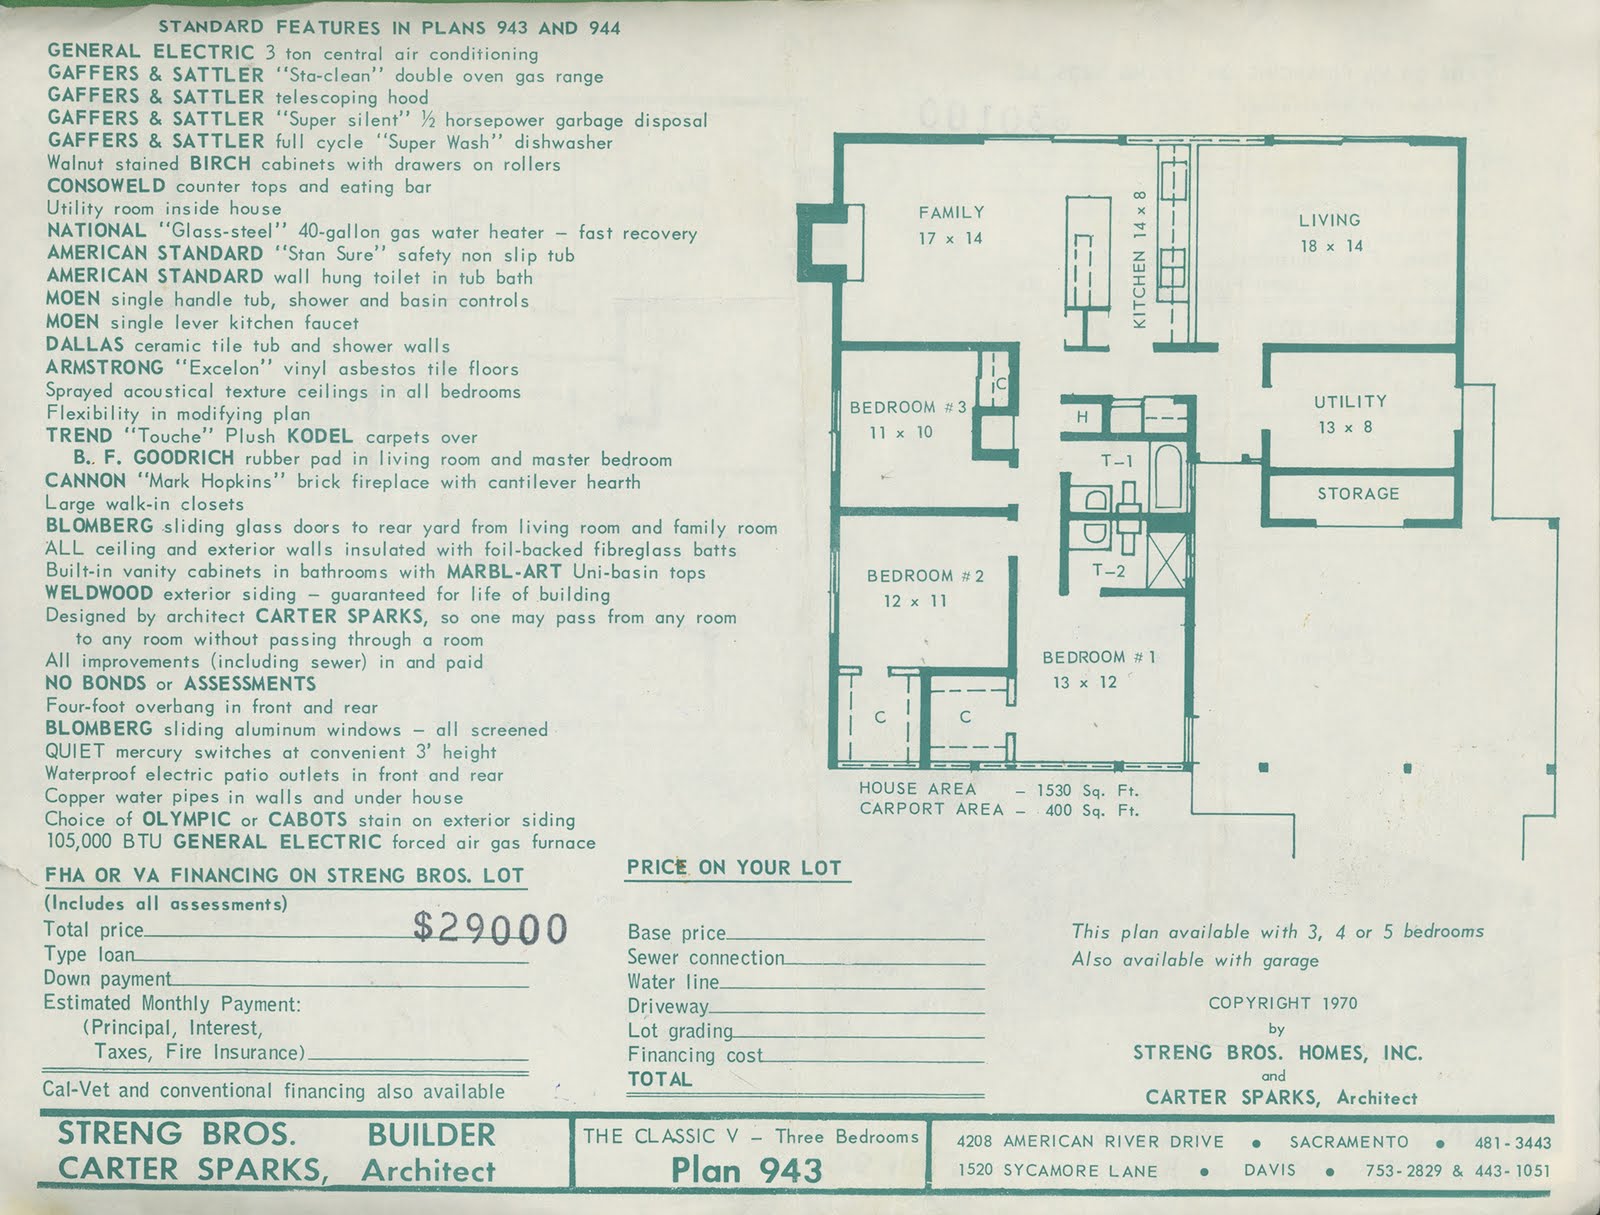 STANDARD FEATURES IN PLANS 943 AND 944
GENERAL ELECTRIC 3 ton central air conditioning
GAFFERS & SATTLER "Sta-clean" double oven gas range
GAFFERS & SATTLER telescoping hood
GAFFERS & SATTLER "Super silent" ½ horsepower garbage disposal
GAFFERS & SATTLER full cycle "Super Wash" dishwasher
Walnut stained BIRCH cabinets with drawers on rollers
CONSOWELD counter tops and eating bar
Utility room inside house
NATIONAL "Glass-steel" 40-gallon gas water heater – fast recovery
AMERICAN STANDARD "Stan Sure" safety non slip tub
AMERICAN STANDARD wall hung toilet in tub bath
MOEN single handle tub, shower and basin controls
MOEN single lever kitchen faucet
DALLAS ceramic tile tub and shower walls
ARMSTRONG "Excelon" vinyl asbestos tile floors
Sprayed acoustical texture ceilings in all bedrooms
Flexibility in modifying plan
TREND "Touche" Plush KODEL carpets over
B.. F. GOODRICH rubber pad in living room and master bedroom
CANNON "Mark Hopkins" brick fireplace with cantilever hearth
Large walk-in closets
BLOMBERG sliding glass doors to rear yard from living room and family room
ALL ceiling and exterior walls insulated with foil-backed fibreglass batts
Built-in vanity cabinets in bathrooms with MARBL-ART Uni-basin tops
WELDWOOD exterior siding – guaranteed for life of building
Designed by architect CARTER SPARKS, so one may pass from any room
to any room without passing through a room
All improvements (including sewer) in and paid
NO BONDS or ASSESSMENTS
Four-foot overhang in front and rear
BLOMBERG sliding aluminum windows – all screened
QUIET mercury switches at convenient 3' height
Waterproof electric patio outlets in front and rear
Copper water pipes in walls and under house
Choice of OLYMPIC or CABOTS stain on exterior siding
105,000 BTU GENERAL ELECTRIC forced air gas furnace
FAMILY
17 x 14
KITCHEN 14 x 8
LIVING
18 x 14
BEDROOM #3
11 x 10
C
H
UTILITY
13 x 8
T-1
STORAGE
T-2
BEDROOM #2
12 x 11
BEDROOM #1
13 x 12
C
C
HOUSE AREA – 1530 Sq. Ft.
CARPORT AREA – 400 Sq. Ft.
FHA OR VA FINANCING ON STRENG BROS. LOT
(Includes all assessments)
Total price $29000
Type loan
Down payment
Estimated Monthly Payment:
(Principal, Interest,
Taxes, Fire Insurance)
Cal-Vet and conventional financing also available
PRICE ON YOUR LOT
Base price
Sewer connection
Water line
Driveway
Lot grading
Financing cost
TOTAL
This plan available with 3, 4 or 5 bedrooms
Also available with garage
COPYRIGHT 1970
by
STRENG BROS. HOMES, INC.
and
CARTER SPARKS, Architect
STRENG BROS. BUILDER
CARTER SPARKS, Architect
THE CLASSIC V – Three Bedrooms
Plan 943
4208 AMERICAN RIVER DRIVE • SACRAMENTO • 481-3443
1520 SYCAMORE LANE • DAVIS • 753-2829 & 443-1051